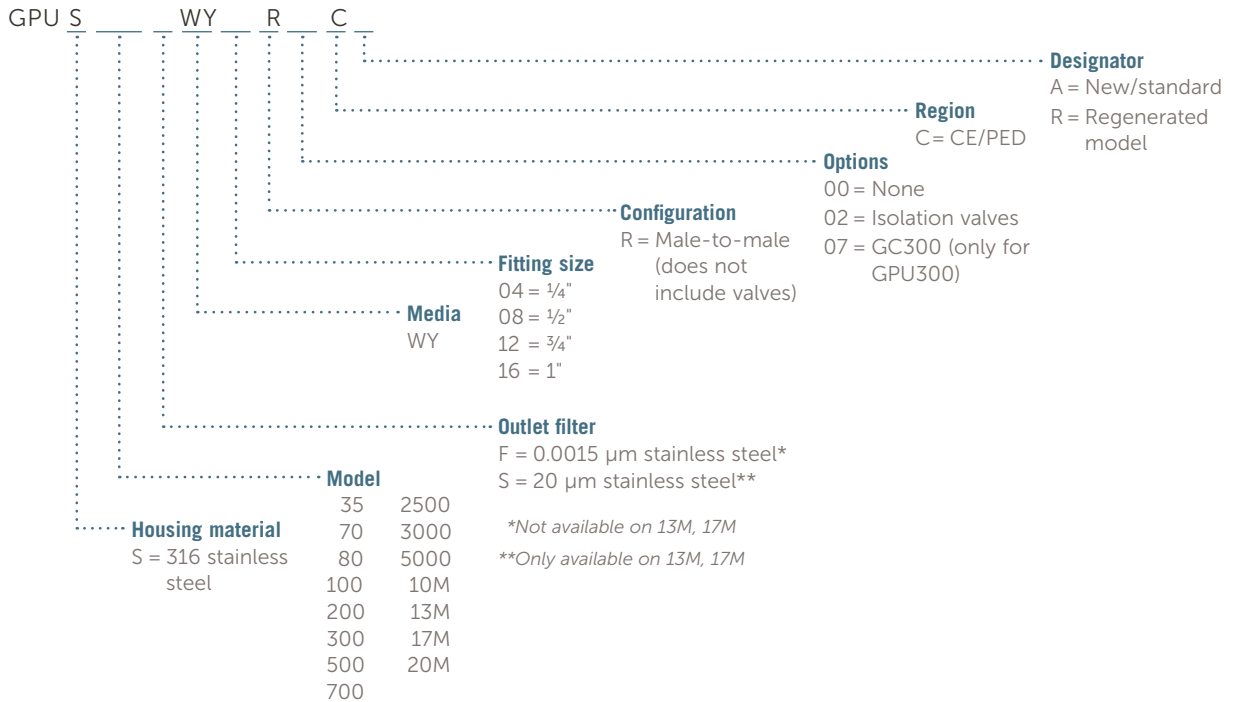 GPU S WY R C
Designator
A = New/standard
R = Regenerated
model
Region
C= CE/PED
Options
00 = None
02 = Isolation valves
07 = GC300 (only for
GPU300)
Configuration
R = Male-to-male
(does not
include valves)
Fitting size
04 = ¼"
08 = ½"
12 = ¾"
16 = 1"
Media
WY
Outlet filter
F = 0.0015 µm stainless steel*
S = 20 µm stainless steel**
*Not available on 13M, 17M
**Only available on 13M, 17M
Model
35 2500
70 3000
80 5000
100 10M
200 13M
300 17M
500 20M
700
Housing material
S = 316 stainless
steel